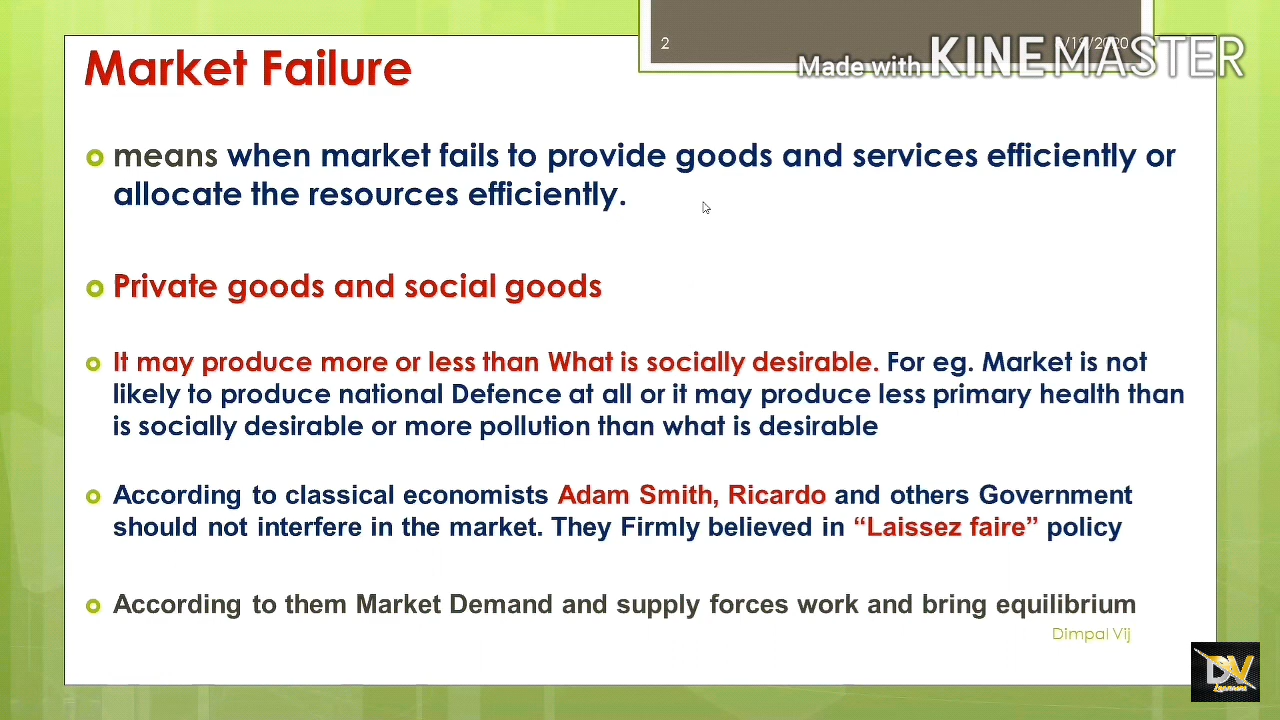 2
/2020
Made with KINEMASTER
Market Failure
means when market fails to provide goods and services efficiently or
allocate the resources efficiently.
Private goods and social goods
It may produce more or less than What is socially desirable. For eg. Market is not
likely to produce national Defence at all or it may produce less primary health than
is socially desirable or more pollution than what is desirable
According to classical economists Adam Smith, Ricardo and others Government
should not interfere in the market. They Firmly believed in “Laissez faire” policy
According to them Market Demand and supply forces work and bring equilibrium
Dimpal Vij
DV
Learners